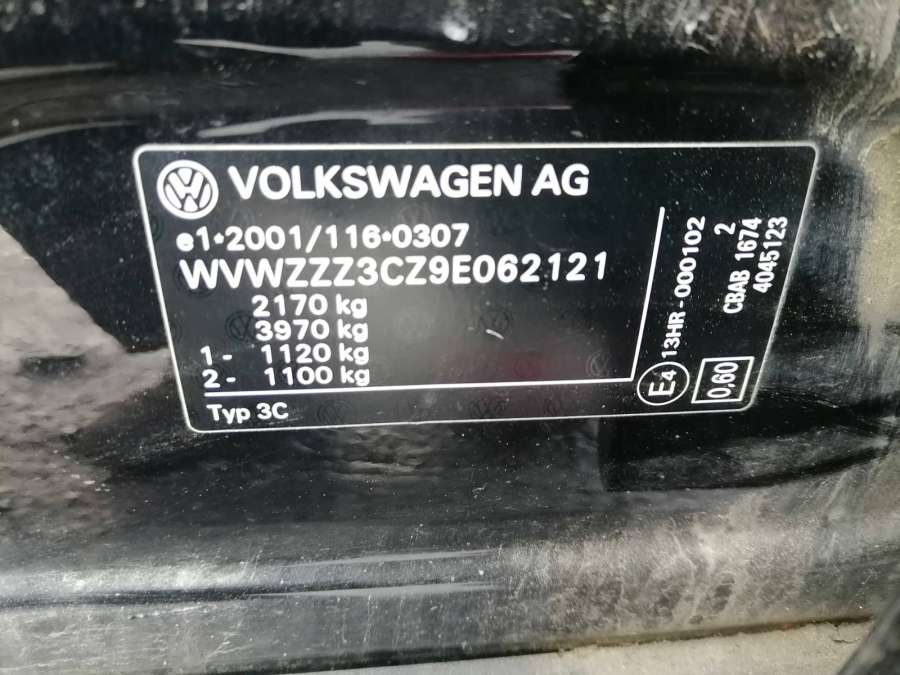 VOLKSWAGEN AG
e1*2001/116*0307
WVWZZZ3CZ9E062121
2170 kg
3970 kg
1- 1120 kg
2- 1100 kg
Typ 3C
E4 13HR-000102
2
CBAB 1674
4045123
0,60